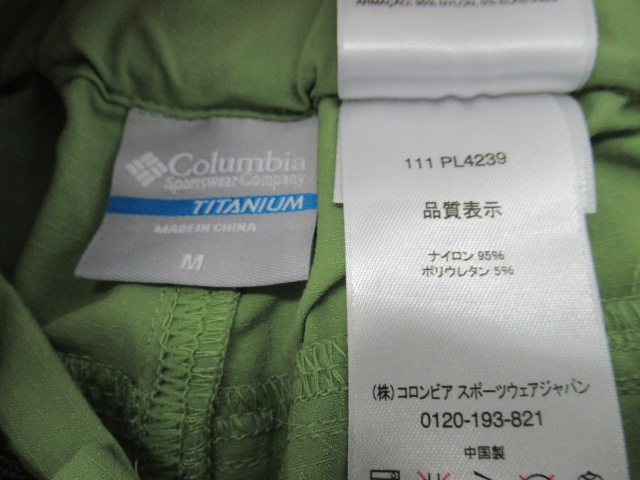 Columbia
Sportswear Company
TITANIUM
MADE IN CHINA
M
111 PL4239
品質表示
ナイロン 95%
ポリウレタン 5%
(株) コロンビア スポーツウェアジャパン
0120-193-821
中国製